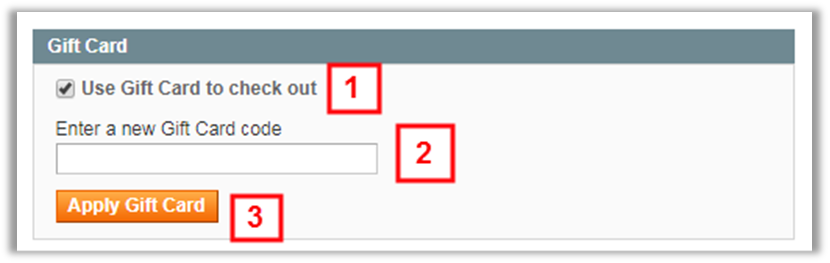 Gift Card
Use Gift Card to check out 1
Enter a new Gift Card code
2
Apply Gift Card 3